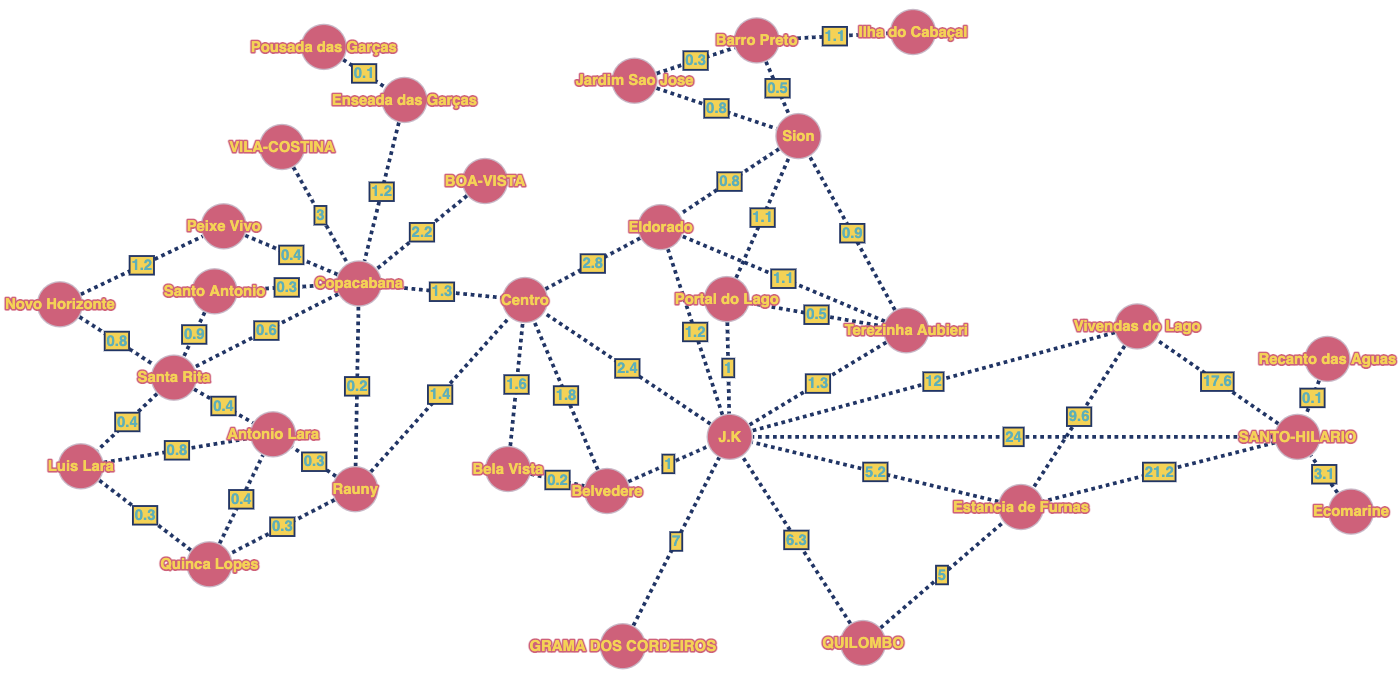 Barro Preto
1.1
Ilha do Cabaçal
Pousada das Garças
0.3
0.1
Jardim Sao Jose
0.5
Enseada das Garças
0.8
Sion
VILA-COSTINA
BOA-VISTA
0.8
1.2
3
1.1
Peixe Vivo
2.2
Eldorado
0.9
0.4
1.2
2.8
1.1
Santo Antonio
0.3
Copacabana
1.3
Centro
Portal do Lago
Novo Horizonte
0.5
Terezinha Aubieri
Vivendas do Lago
0.9
0.6
1.2
0.8
Recanto das Aguas
2.4
1
Santa Rita
1.3
12
17.6
0.2
1.6
1.4
1.8
0.1
0.4
0.4
9.6
Antonio Lara
J.K
24
SANTO-HILARIO
0.8
0.3
Luis Lara
Bela Vista
1
5.2
21.2
3.1
0.2
Rauny
Belvedere
0.4
Estancia de Furnas
Ecomarine
0.3
0.3
7
6.3
Quinca Lopes
5
GRAMA DOS CORDEIROS
QUILOMBO